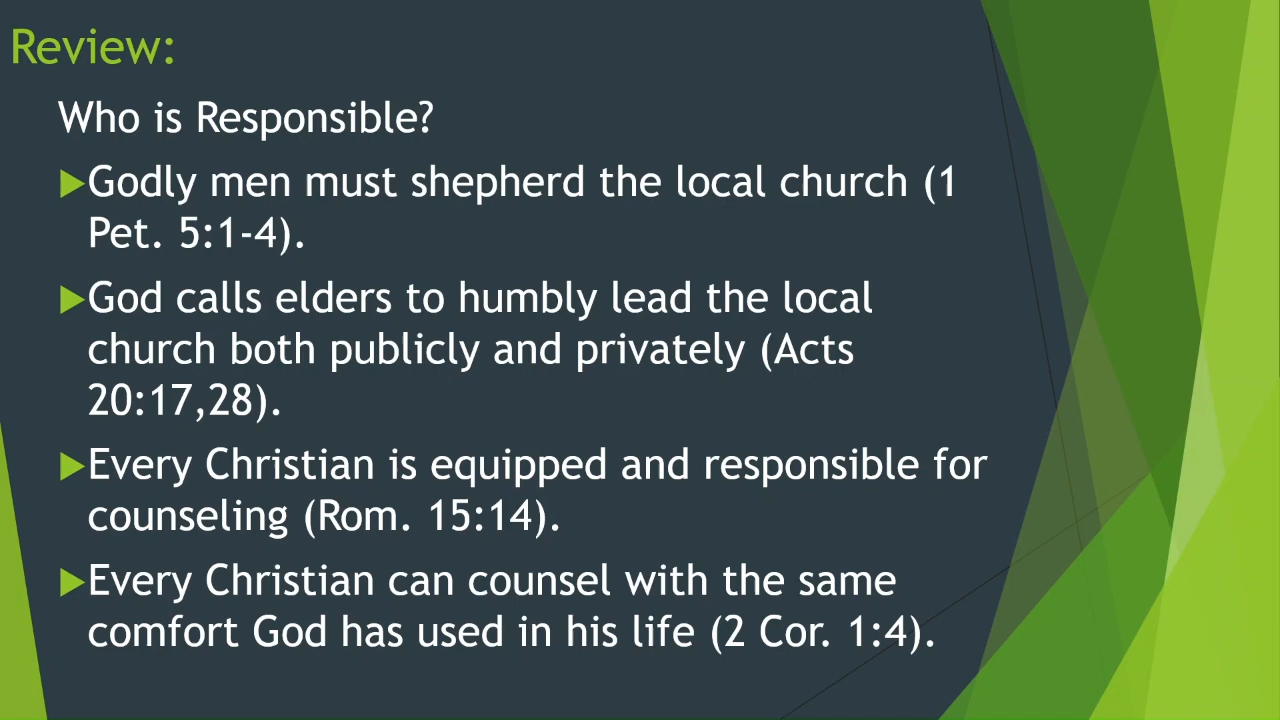 Review:
Who is Responsible?
Godly men must shepherd the local church (1
Pet. 5:1-4).
God calls elders to humbly lead the local
church both publicly and privately (Acts
20:17,28).
Every Christian is equipped and responsible for
counseling (Rom. 15:14).
Every Christian can counsel with the same
comfort God has used in his life (2 Cor. 1:4).